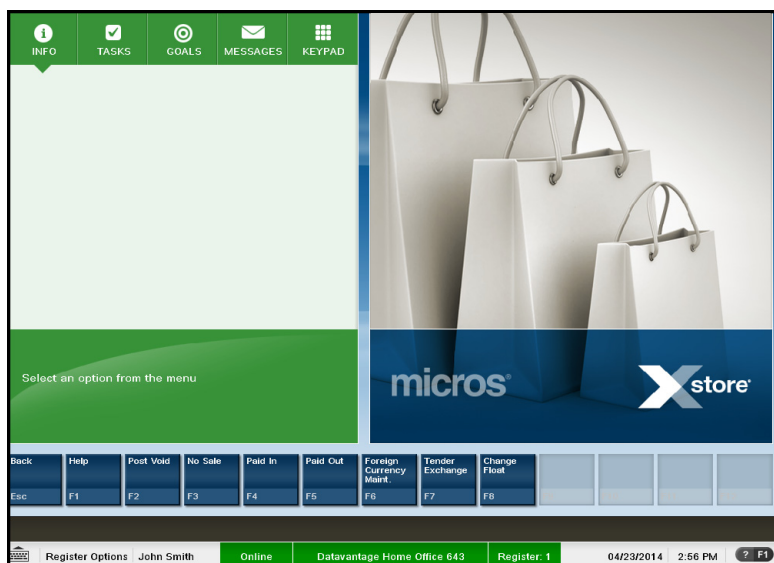 INFO TASKS GOALS MESSAGES KEYPAD
Select an option from the menu
micros®
Xstore
Back Help Post Void No Sale Paid In Paid Out Foreign Currency Maint. Tender Exchange Change Float
Esc F1 F2 F3 F4 F5 F6 F7 F8
Register Options John Smith Online Datavantage Home Office 643 Register: 1 04/23/2014 2:56 PM ? F1